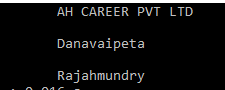 AH CAREER PVT LTD
Danavaipeta
Rajahmundry